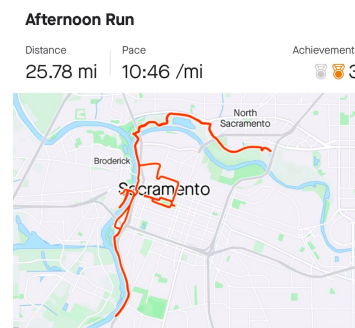 Afternoon Run
Distance
Pace
Achievement
25.78 mi
10:46 /mi
3
North
Sacramento
Broderick
Sacramento